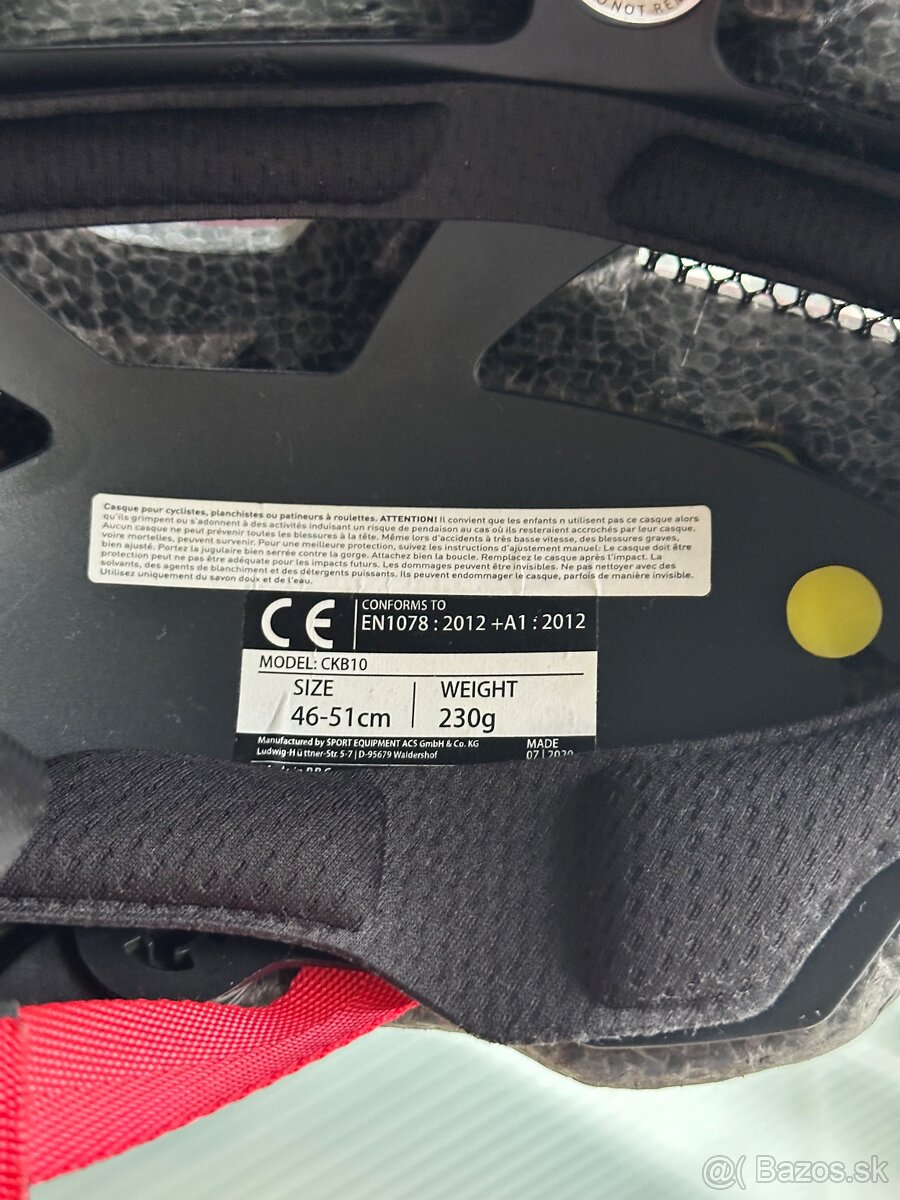 NOT RE
Casque pour cyclistes, planchistes ou patineurs à roulettes. ATTENTION! Il convient que les enfants n utilisent pas ce casque alors
qu'ils grimpent ou s'adonnent à des activités induisant un risque de pendaison au cas où ils resteraient accrochés par leur casque.
Aucun casque ne peut prévenir toute les blessures à la tête. Même lors d'accidents à très basse vitesse, des blessures graves,
voire mortelles, peuvent survenir. Pour une meilleure protection, suivez les instructions d'ajustement manuel. Le casque doit être
bien ajusté. Portez la jugulaire bien serrée contre la gorge. Attachez bien la boucle. Remplacez le casque après l'impact. La
protection peut ne pas être adéquate pour les impacts futurs. Les dommages peuvent être invisibles. Ne pas nettoyer avec des
solvants, des agents de blanchiment et des détergents puissants. Ils peuvent endommager le casque, parfois de manière invisible.
Utilisez uniquement du savon doux et de l'eau.
CE CONFORMS TO
EN1078 : 2012 +A1 : 2012
MODEL: CKB10
SIZE WEIGHT
46-51cm 230g
Manufactured by SPORT EQUIPMENT ACS GmbH & Co. KG MADE
Ludwig-Hüttner-Str. 5-7 | D-95679 Waldershof 07 | 2020
@( Bazos.sk